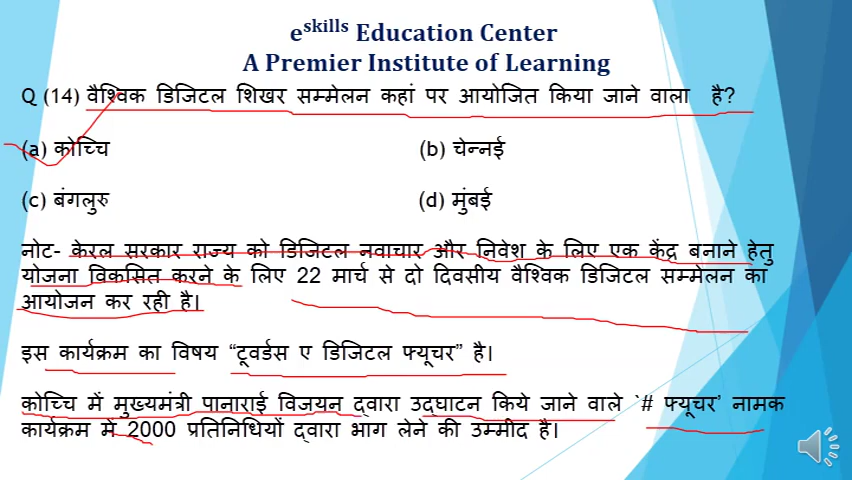 eskills Education Center
A Premier Institute of Learning
Q (14) वैश्विक डिजिटल शिखर सम्मेलन कहां पर आयोजित किया जाने वाला है?
(a) कोच्चि (b) चेन्नई
(c) बंगलुरु (d) मुंबई
नोट- केरल सरकार राज्य को डिजिटल नवाचार और निवेश के लिए एक केंद्र बनाने हेतु
योजना विकसित करने के लिए 22 मार्च से दो दिवसीय वैश्विक डिजिटल सम्मेलन का
आयोजन कर रही है।
इस कार्यक्रम का विषय “टूवर्डस ए डिजिटल फ्यूचर” है।
कोच्चि में मुख्यमंत्री पानाराई विजयन द्वारा उद्घाटन किये जाने वाले `# फ्यूचर’ नामक
कार्यक्रम में 2000 प्रतिनिधियों द्वारा भाग लेने की उम्मीद है।